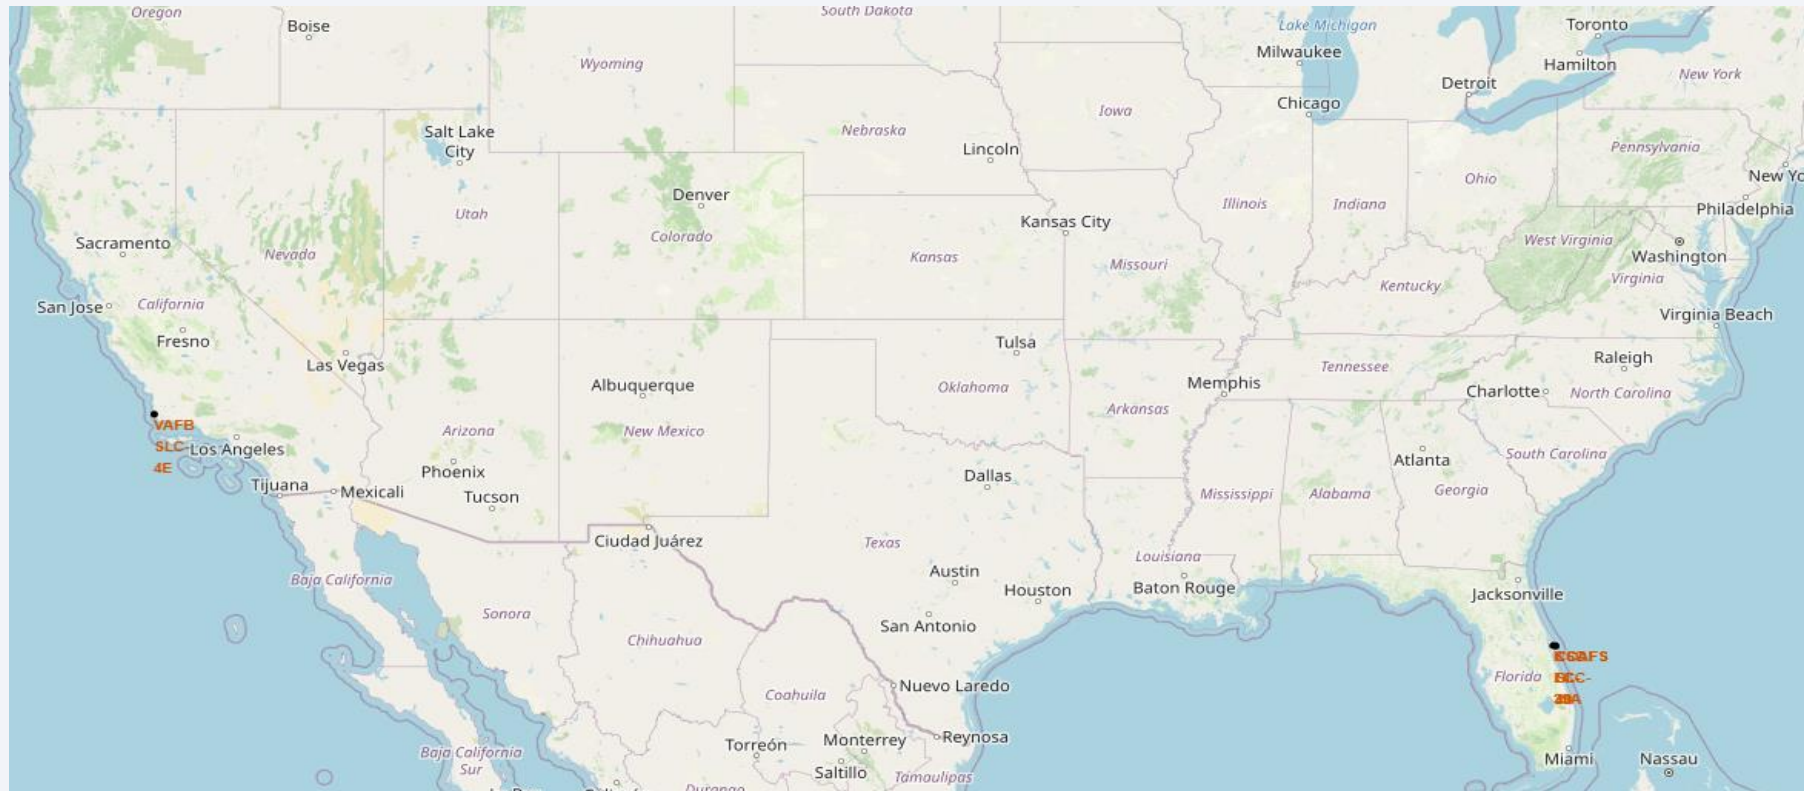 Oregon
Boise
South Dakota
Lake Michigan
Toronto
Milwaukee
Wyoming
Hamilton
New York
Detroit
Chicago
Iowa
Salt Lake
City
Nebraska
Lincoln
Pennsylvania
New Yo
Denver
Ohio
Utah
Illinois
Indiana
Philadelphia
Kansas City
Sacramento
Colorado
West Virginia
Nevada
Kansas
Missouri
Washington
Virginia
Kentucky
San Jose
California
Virginia Beach
Fresno
Tulsa
Raleigh
Las Vegas
Tennessee
Albuquerque
Oklahoma
Memphis
Charlotte
North Carolina
Arkansas
VAFB
SLC-
4E
Arizona
New Mexico
Los Angeles
South Carolina
Atlanta
Phoenix
Dallas
Tijuana
Mexicali
Tucson
Mississippi
Alabama
Georgia
Ciudad Juárez
Texas
Louisiana
Austin
Baja California
Houston
Baton Rouge
Jacksonville
Sonora
San Antonio
Chihuahua
Florida
Nuevo Laredo
Coahuila
Reynosa
Torreón
Monterrey
Baja California
Sur
Miami
Nassau
Saltillo
Tamaulipas
Durango